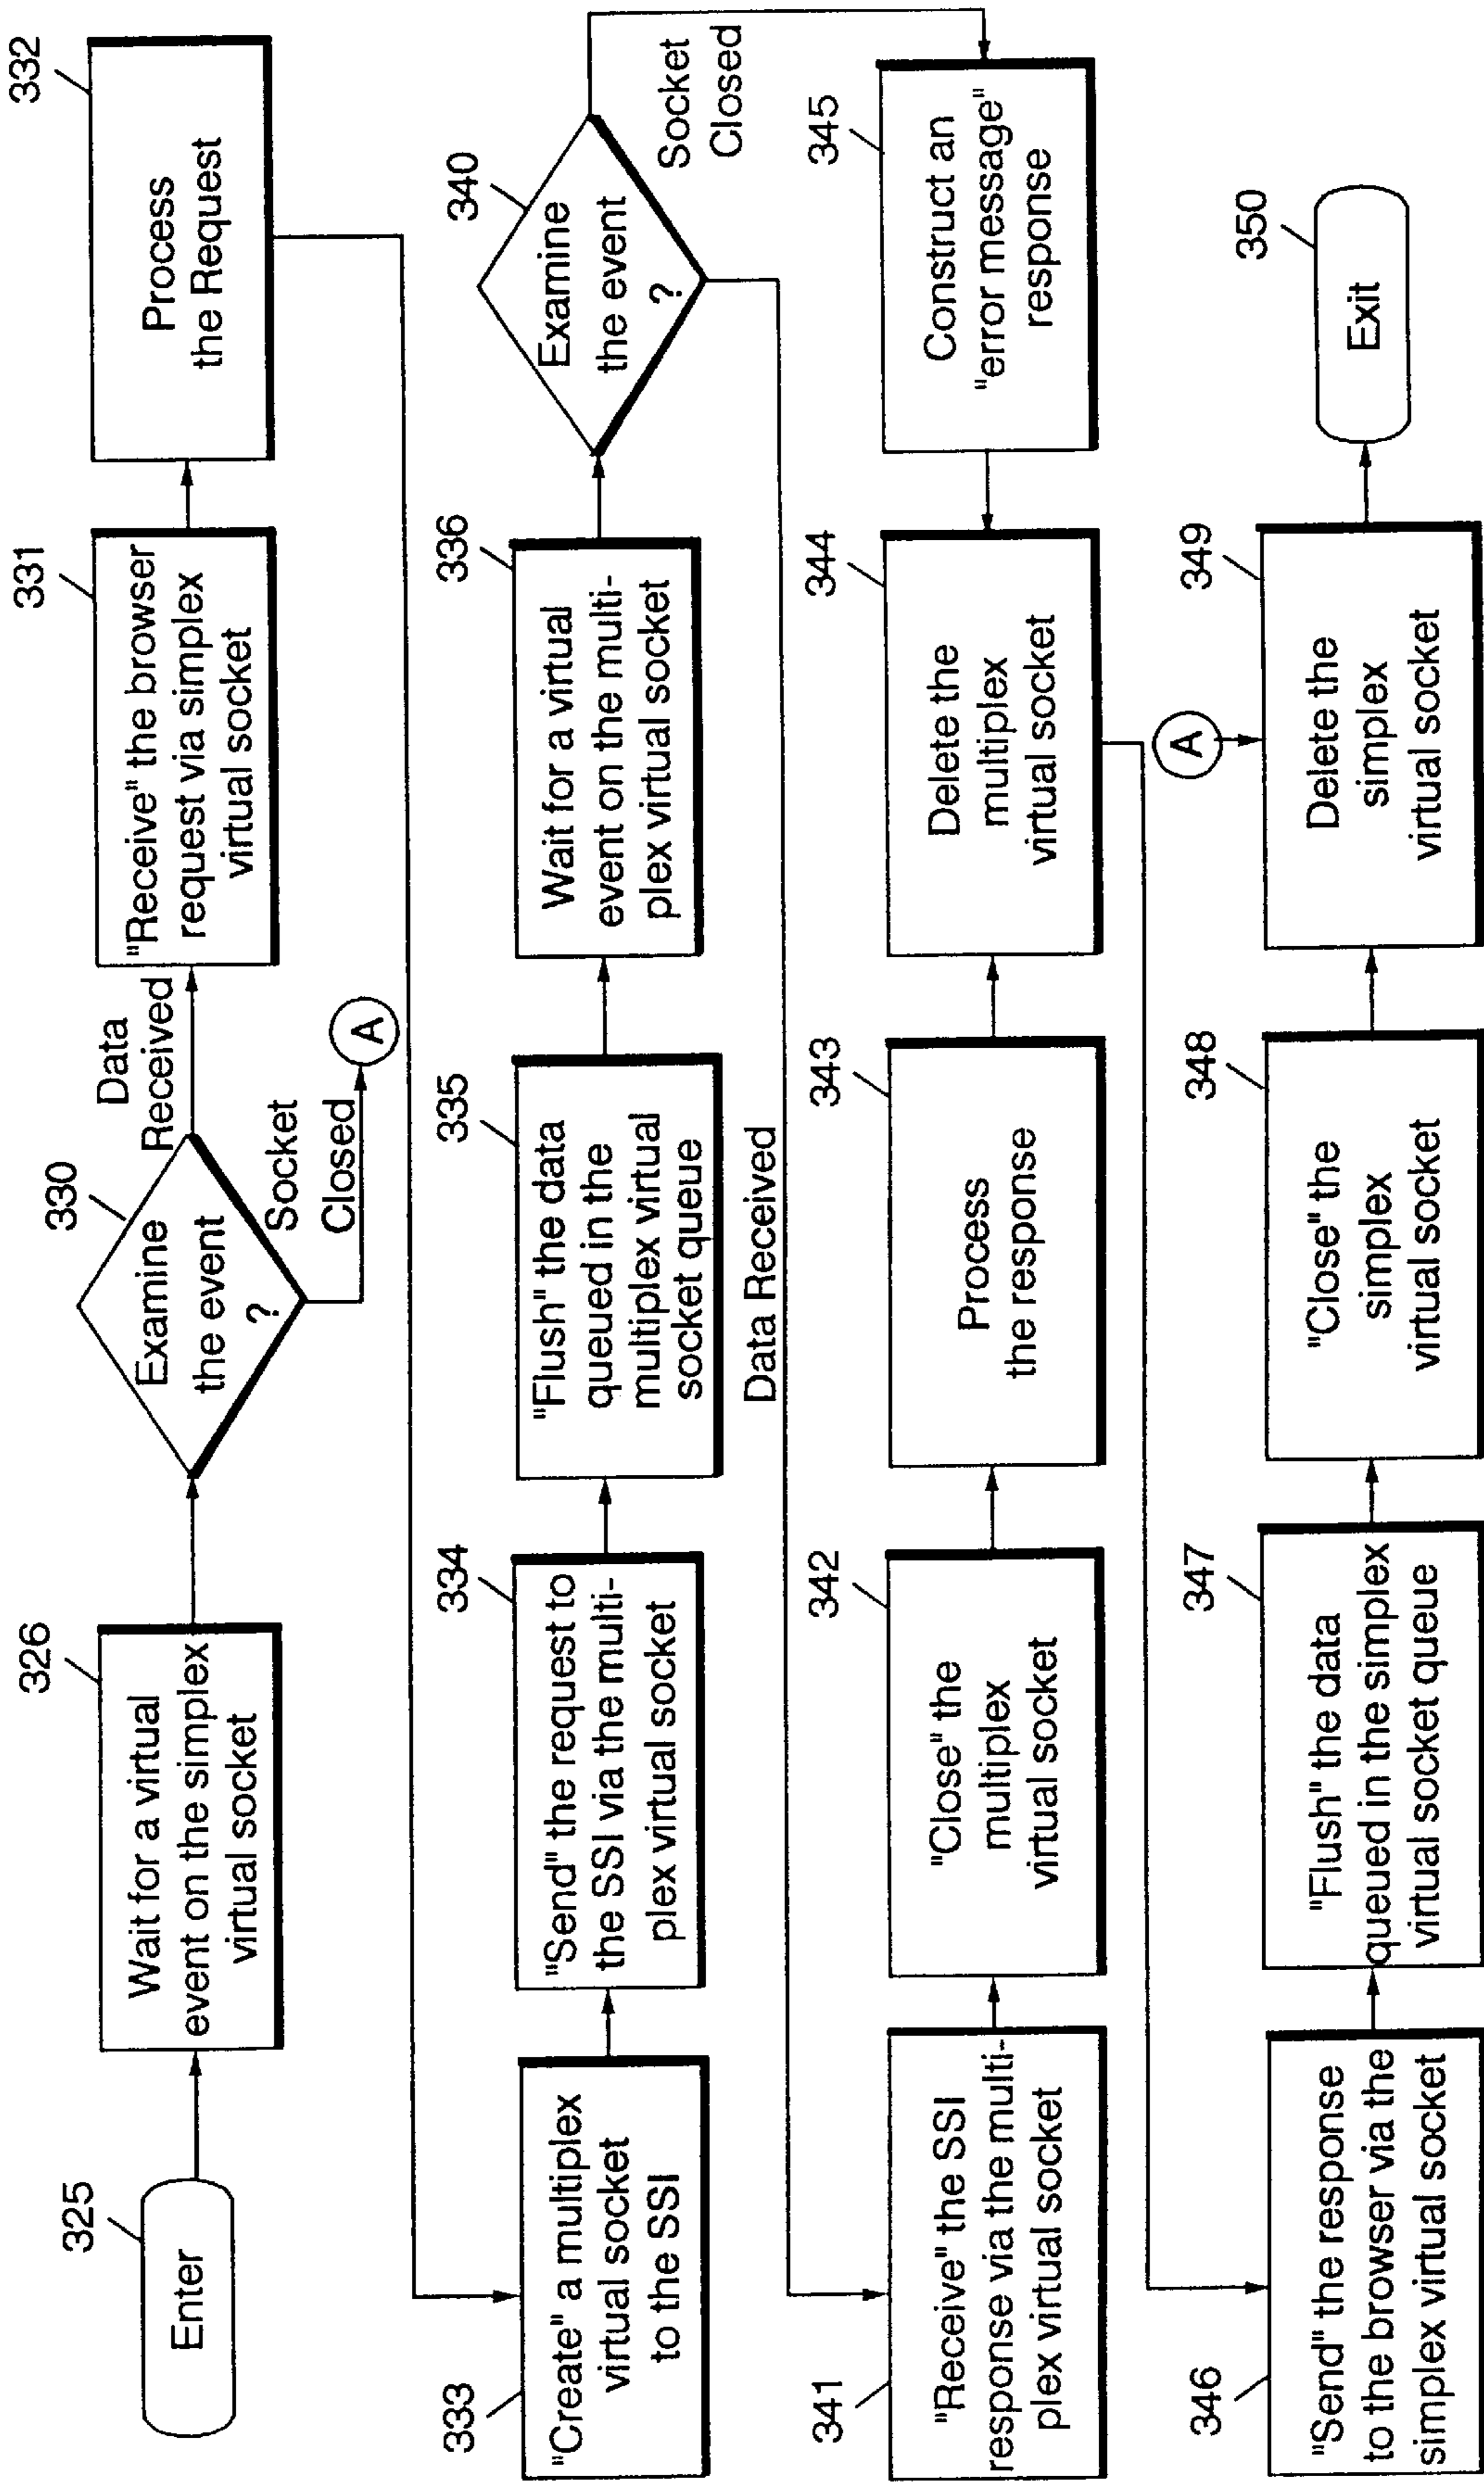 325
Enter
326
Wait for a virtual
event on the simplex
virtual socket
330
Examine
the event
?
Data
Received
Socket
Closed
A
331
"Receive" the browser
request via simplex
virtual socket
332
Process
the Request
333
"Create" a multiplex
virtual socket
to the SSI
334
"Send" the request to
the SSI via the multi-
plex virtual socket
335
"Flush" the data
queued in the
multiplex virtual
socket queue
336
Wait for a virtual
event on the multi-
plex virtual socket
340
Examine
the event
?
Socket
Closed
Data Received
341
"Receive" the SSI
response via the multi-
plex virtual socket
342
"Close" the
multiplex
virtual socket
343
Process
the response
344
Delete the
multiplex
virtual socket
345
Construct an
"error message"
response
346
"Send" the response
to the browser via the
simplex virtual socket
347
"Flush" the data
queued in the simplex
virtual socket queue
348
"Close" the
simplex
virtual socket
A
349
Delete the
simplex
virtual socket
350
Exit